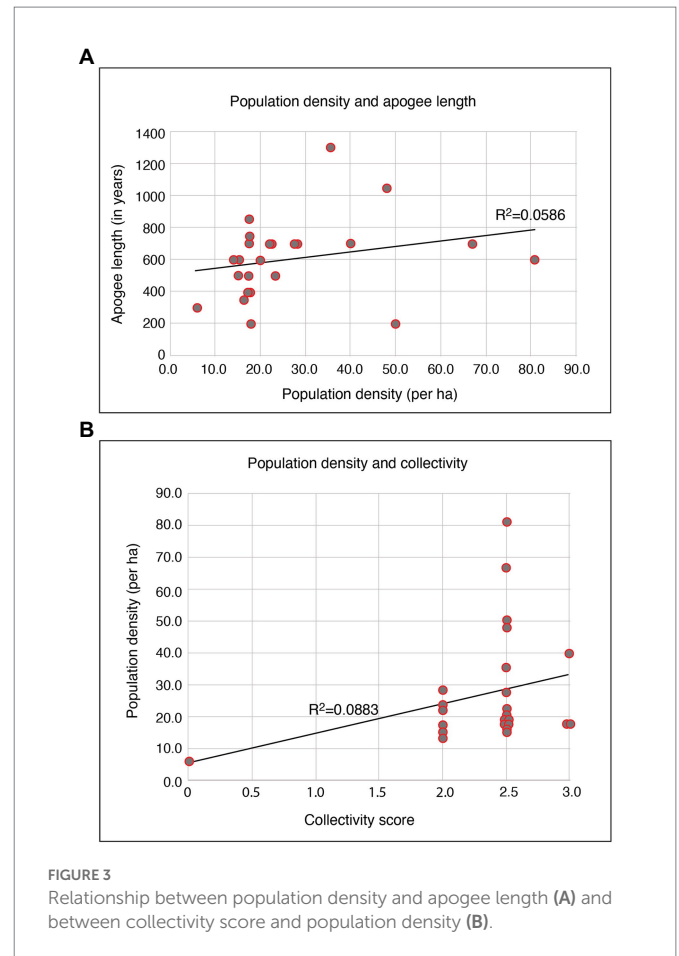 A
Population density and apogee length
Apogee length (in years)
1400
1200
1000
800
600
400
200
0
R²=0.0586
0.0 10.0 20.0 30.0 40.0 50.0 60.0 70.0 80.0 90.0
Population density (per ha)
B
Population density and collectivity
Population density (per ha)
90.0
80.0
70.0
60.0
50.0
40.0
30.0
20.0
10.0
0.0
R²=0.0883
0 0.5 1.0 1.5 2.0 2.5 3.0
Collectivity score
FIGURE 3
Relationship between population density and apogee length (A) and
between collectivity score and population density (B).